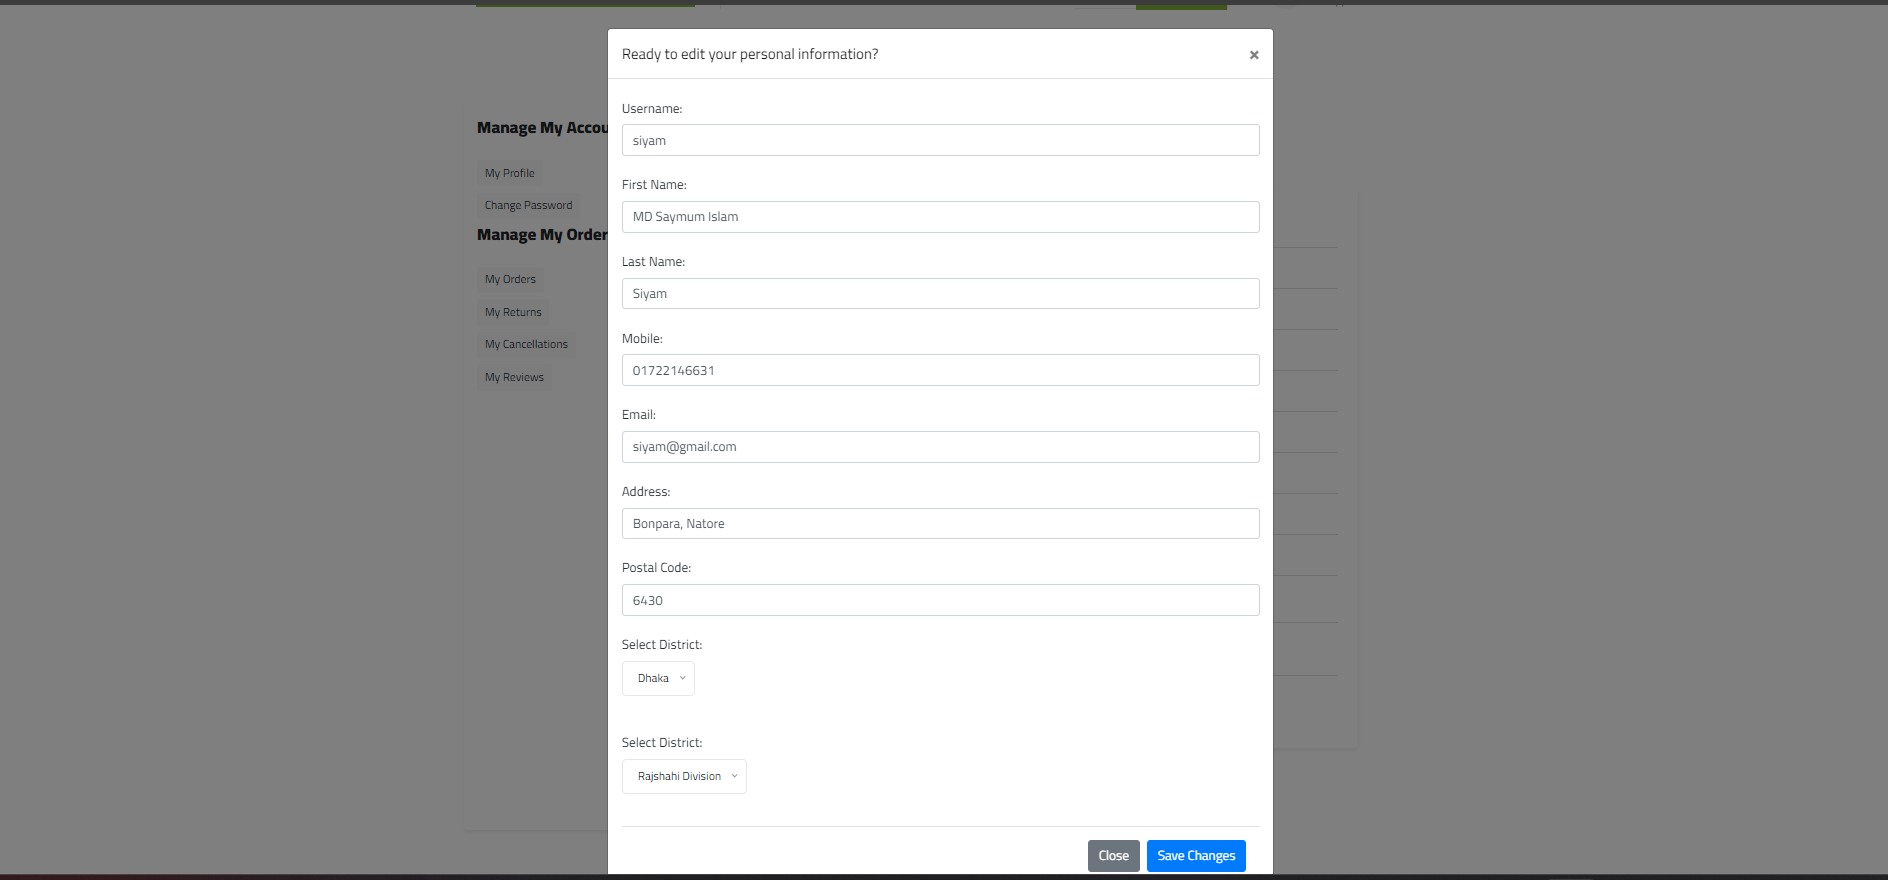 Ready to edit your personal information?
×
Manage My Accou
My Profile
Change Password
Manage My Order
My Orders
My Returns
My Cancellations
My Reviews
Username:
siyam
First Name:
MD Saymum Islam
Last Name:
Siyam
Mobile:
01722146631
Email:
siyam@gmail.com
Address:
Bonpara, Natore
Postal Code:
6430
Select District:
Dhaka
Select District:
Rajshahi Division
Close
Save Changes